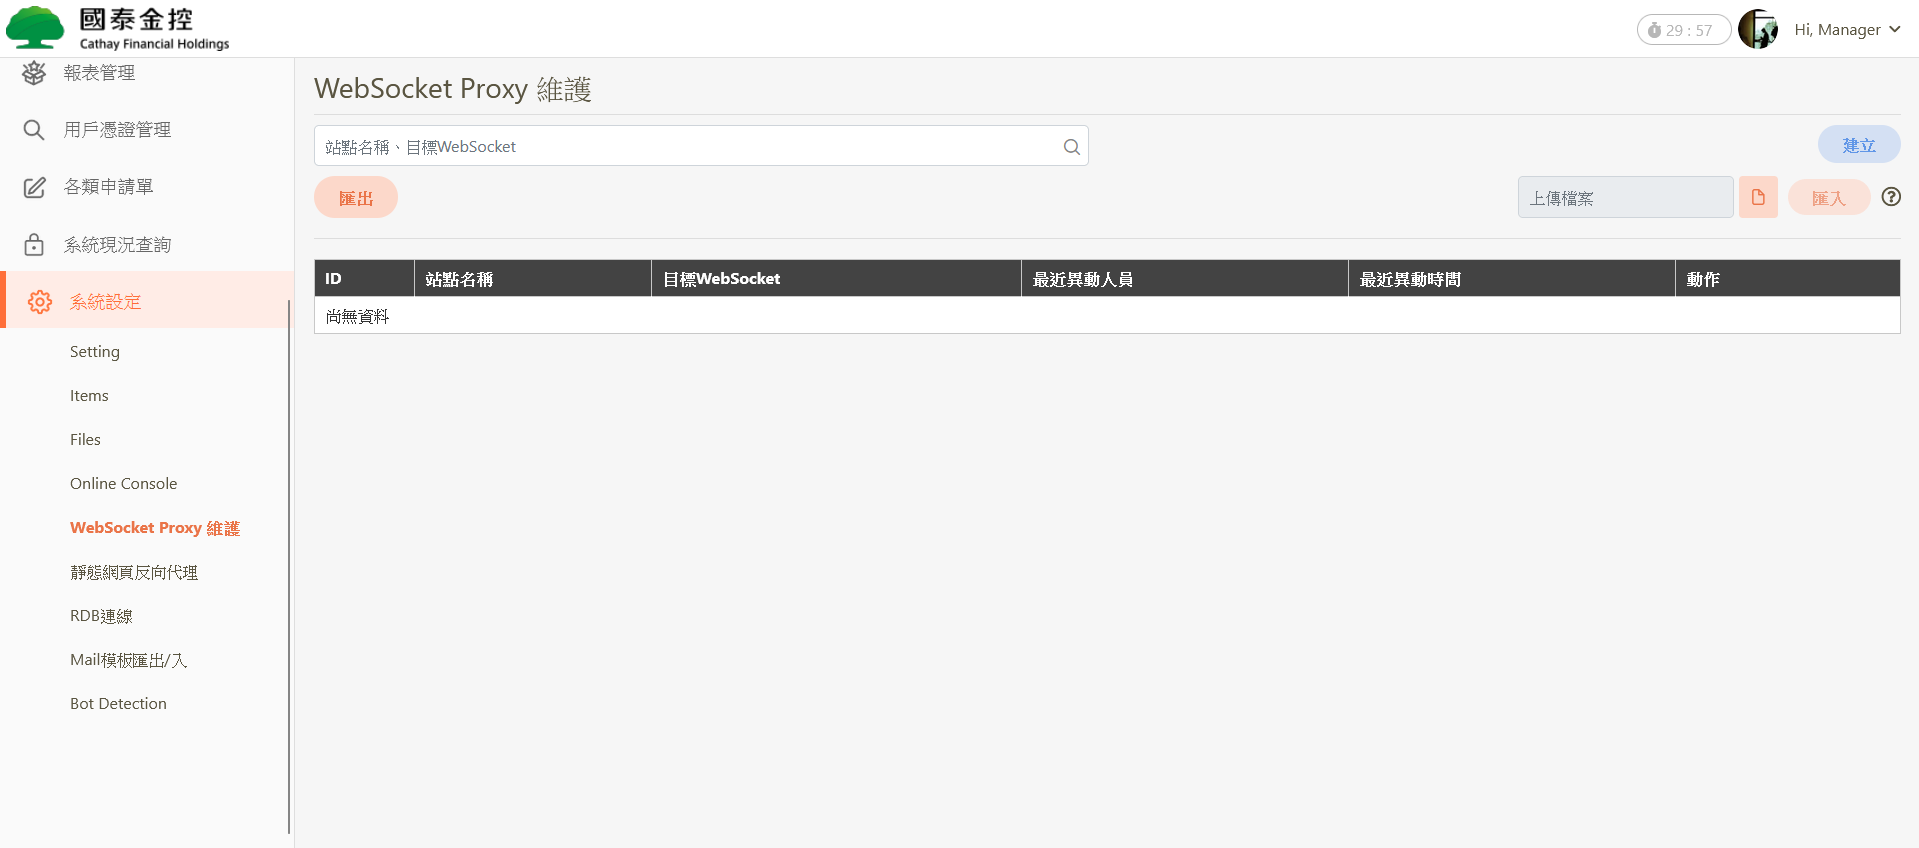 國泰金控
Cathay Financial Holdings
29 : 57
Hi, Manager
報表管理
用戶憑證管理
各類申請單
系統現況查詢
系統設定
Setting
Items
Files
Online Console
WebSocket Proxy 維護
靜態網頁反向代理
RDB連線
Mail模板匯出/入
Bot Detection
WebSocket Proxy 維護
站點名稱、目標WebSocket
建立
匯出
上傳檔案
匯入
ID 站點名稱 目標WebSocket 最近異動人員 最近異動時間 動作
尚無資料